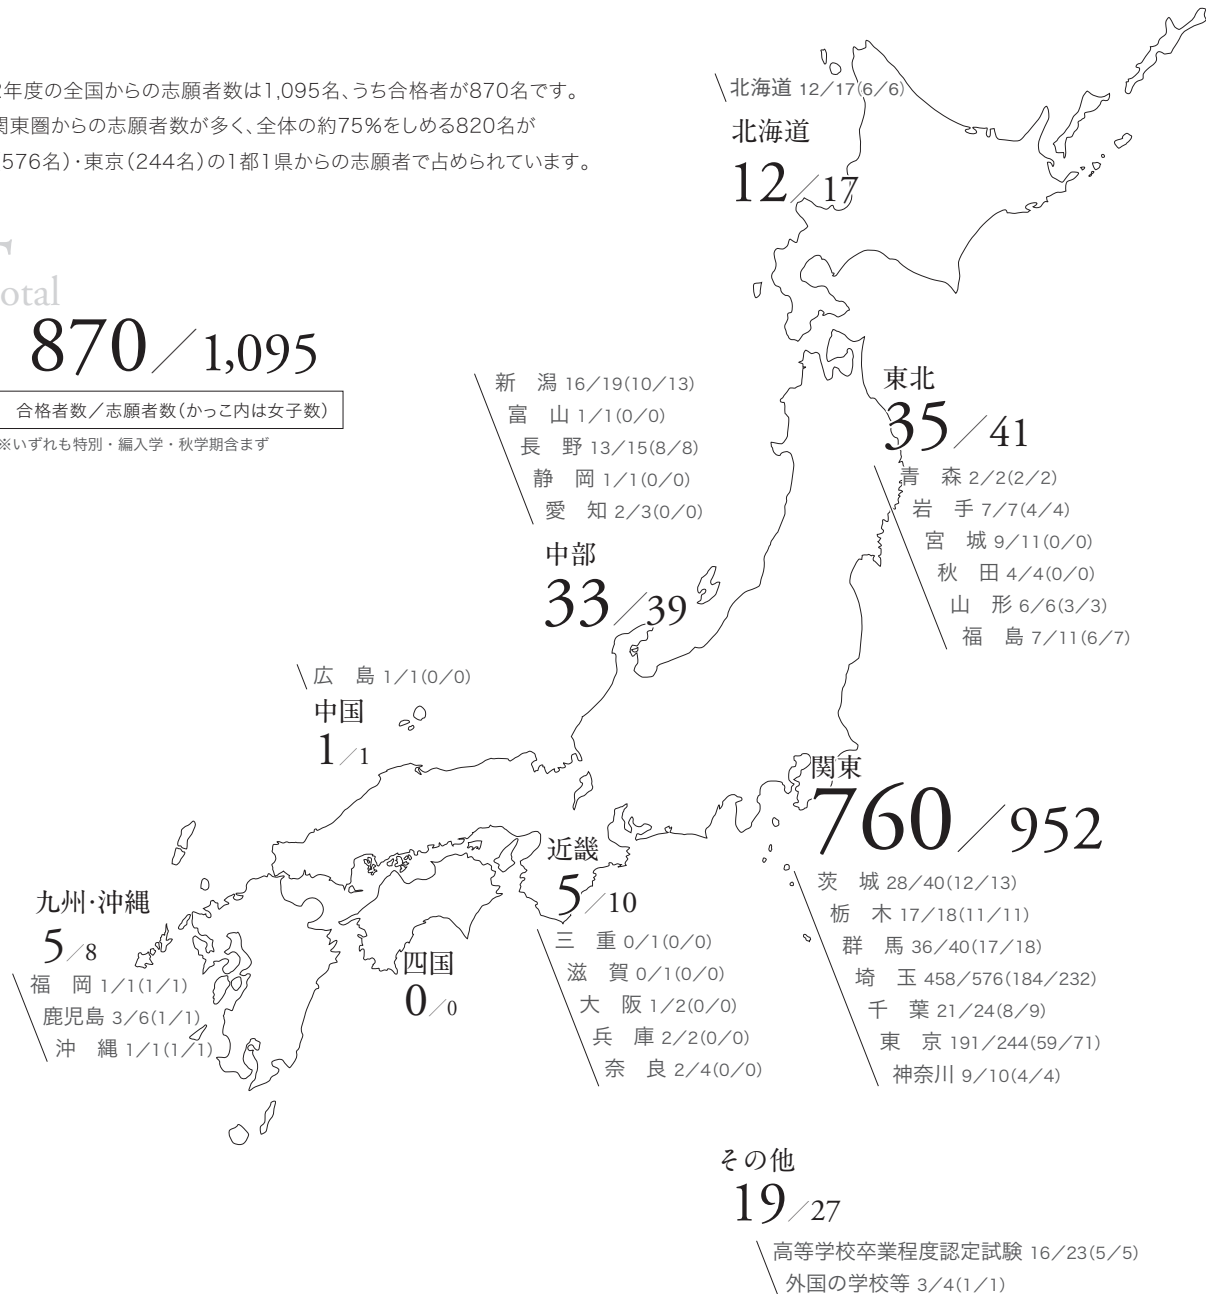 年度の全国からの志願者数は1,095名、うち合格者が870名です。
関東圏からの志願者数が多く、全体の約75%をしめる820名が
576名）・東京（244名）の1都1県からの志願者で占められています。
otal
870／1,095
合格者数／志願者数（かっこ内は女子数）
※いずれも特別・編入学・秋学期含まず
北海道 12／17(6／6)
北海道
12／17
新　潟 16／19(10／13)
富　山 1／1(0／0)
長　野 13／15(8／8)
静　岡 1／1(0／0)
愛　知 2／3(0／0)
中部
33／39
東北
35／41
青　森 2／2(2／2)
岩　手 7／7(4／4)
宮　城 9／11(0／0)
秋　田 4／4(0／0)
山　形 6／6(3／3)
福　島 7／11(6／7)
広　島 1／1(0／0)
中国
1／1
関東
760／952
茨　城 28／40(12／13)
栃　木 17／18(11／11)
群　馬 36／40(17／18)
埼　玉 458／576(184／232)
千　葉 21／24(8／9)
東　京 191／244(59／71)
神奈川 9／10(4／4)
近畿
5／10
三　重 0／1(0／0)
滋　賀 0／1(0／0)
大　阪 1／2(0／0)
兵　庫 2／2(0／0)
奈　良 2／4(0／0)
四国
0／0
九州・沖縄
5／8
福　岡 1／1(1／1)
鹿児島 3／6(1／1)
沖　縄 1／1(1／1)
その他
19／27
高等学校卒業程度認定試験 16／23(5／5)
外国の学校等 3／4(1／1)